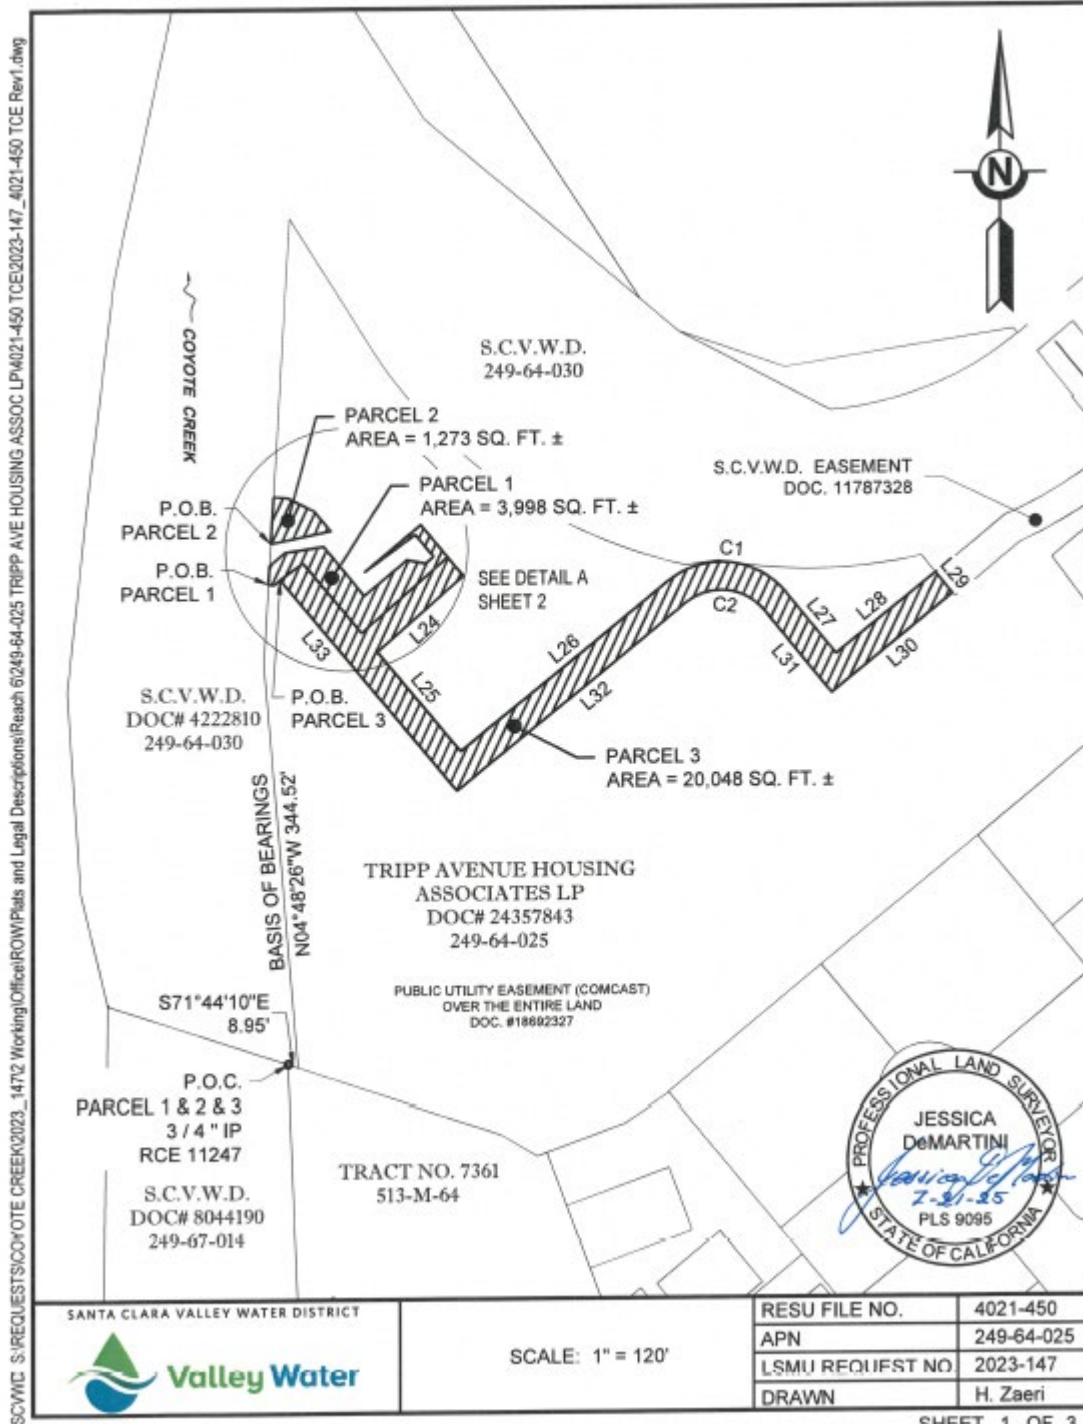 SCVWD S:\REQUESTS\COYOTE CREEK\2023_147\2 Working\Office\ROW\Plats and Legal Descriptions\Reach 6\249-64-025 TRIPP AVE HOUSING ASSOC LP\4021-450 TCE\2023-147_4021-450 TCE Rev1.dwg
N
COYOTE CREEK
S.C.V.W.D.
249-64-030
PARCEL 2
AREA = 1,273 SQ. FT. ±
PARCEL 1
AREA = 3,998 SQ. FT. ±
S.C.V.W.D. EASEMENT
DOC. 11787328
P.O.B.
PARCEL 2
P.O.B.
PARCEL 1
SEE DETAIL A
SHEET 2
C1
C2
L24
L33
L25
L26
L32
L27
L31
L28
L30
L29
S.C.V.W.D.
DOC# 4222810
249-64-030
P.O.B.
PARCEL 3
PARCEL 3
AREA = 20,048 SQ. FT. ±
BASIS OF BEARINGS
N04°48'26"W 344.52'
TRIPP AVENUE HOUSING
ASSOCIATES LP
DOC# 24357843
249-64-025
PUBLIC UTILITY EASEMENT (COMCAST)
OVER THE ENTIRE LAND
DOC. #18692327
S71°44'10"E
8.95'
P.O.C.
PARCEL 1 & 2 & 3
3 / 4 " IP
RCE 11247
S.C.V.W.D.
DOC# 8044190
249-67-014
TRACT NO. 7361
513-M-64
PROFESSIONAL LAND SURVEYOR
JESSICA
DeMARTINI
Jessica DeMartini
7-21-25
PLS 9095
STATE OF CALIFORNIA
SANTA CLARA VALLEY WATER DISTRICT
Valley Water
SCALE: 1" = 120'
RESU FILE NO. 4021-450
APN 249-64-025
LSMU REQUEST NO 2023-147
DRAWN H. Zaeri
SHEET 1 OF 3